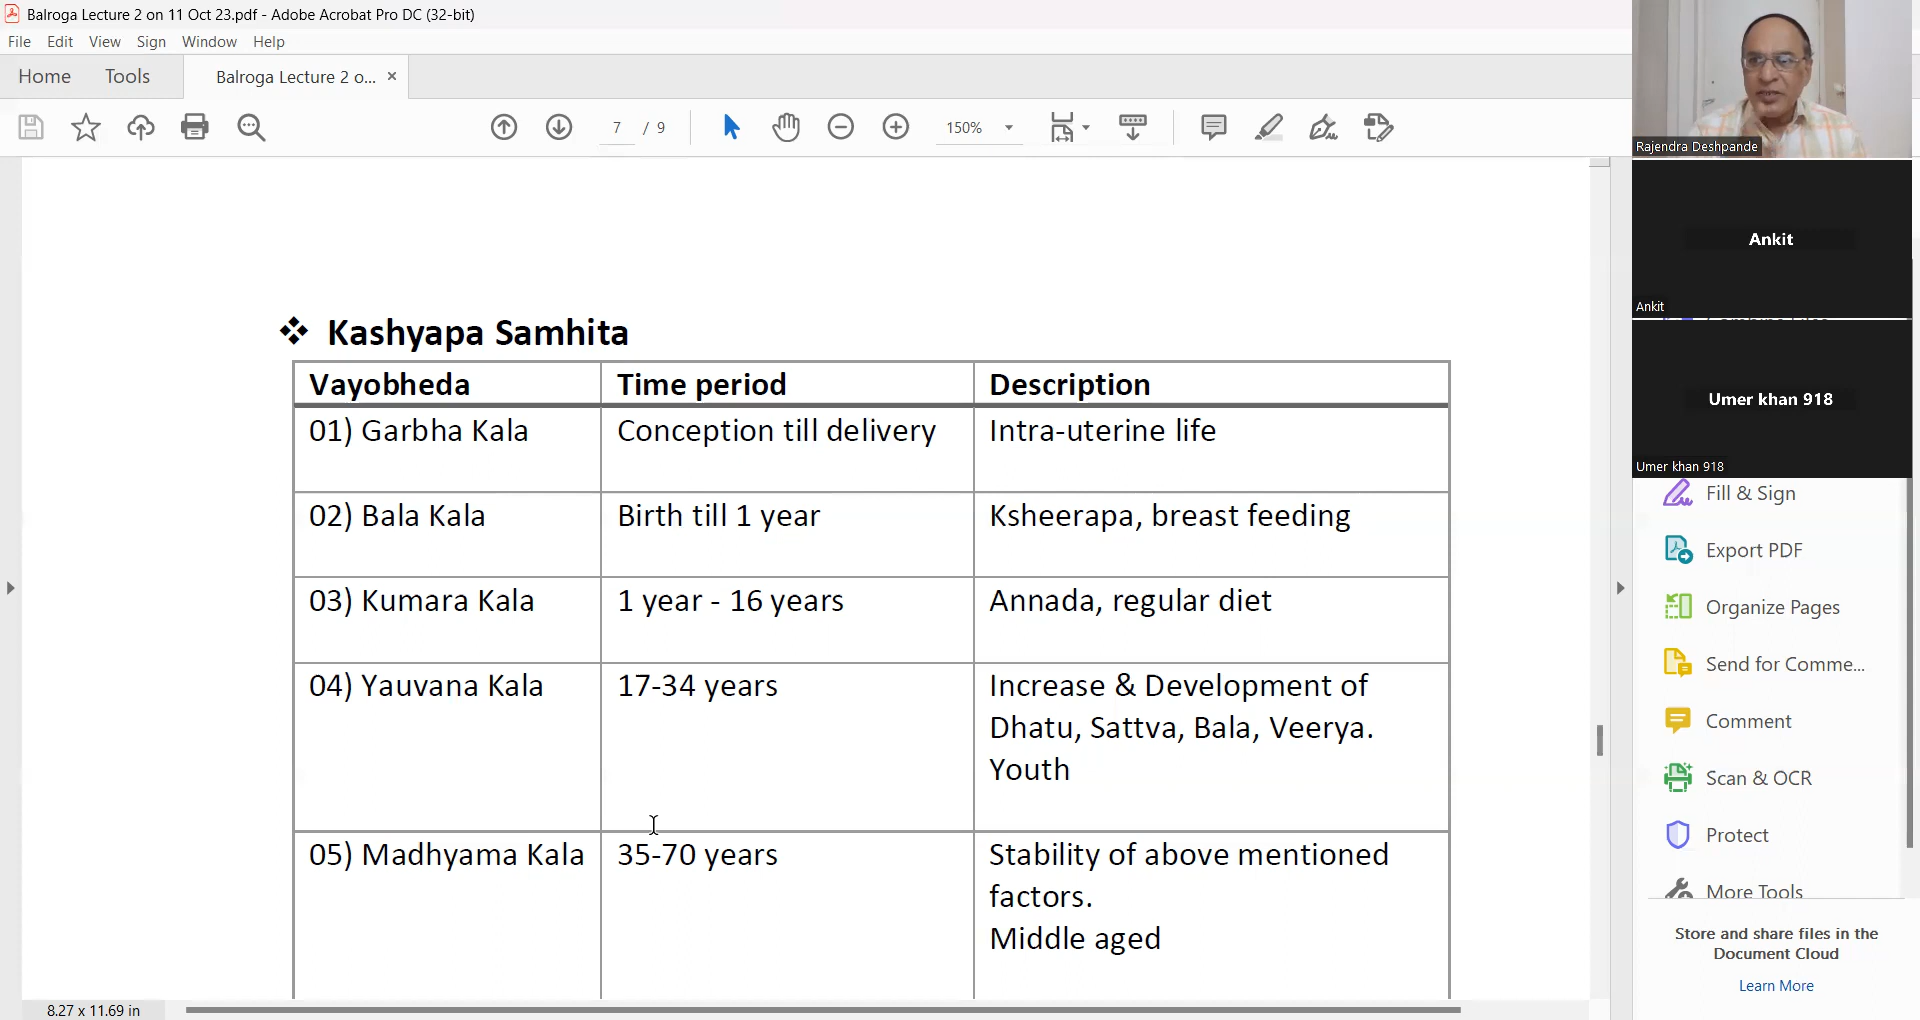 Balroga Lecture 2 on 11 Oct 23.pdf - Adobe Acrobat Pro DC (32-bit)
File Edit View Sign Window Help
Home Tools Balroga Lecture 2 o... ×
7 / 9 150%
❖ Kashyapa Samhita
Vayobheda Time period Description
01) Garbha Kala Conception till delivery Intra-uterine life
02) Bala Kala Birth till 1 year Ksheerapa, breast feeding
03) Kumara Kala 1 year - 16 years Annada, regular diet
04) Yauvana Kala 17-34 years Increase & Development of
Dhatu, Sattva, Bala, Veerya.
Youth
05) Madhyama Kala 35-70 years Stability of above mentioned
factors.
Middle aged
8.27 x 11.69 in
Rajendra Deshpande
Ankit
Ankit
Umer khan 918
Umer khan 918
Fill & Sign
Export PDF
Organize Pages
Send for Comme...
Comment
Scan & OCR
Protect
More Tools
Store and share files in the
Document Cloud
Learn More